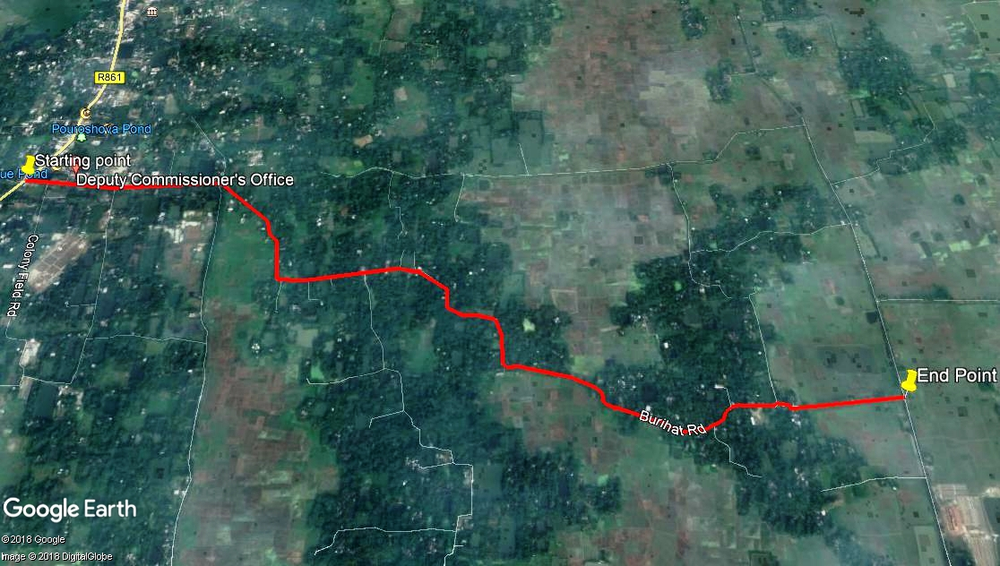 R861
Pouroshova Pond
Starting point
ue Pond
Deputy Commissioner's Office
Colony Field Rd
End Point
Burihat Rd
Google Earth
© 2018 Google
Image © 2018 DigitalGlobe